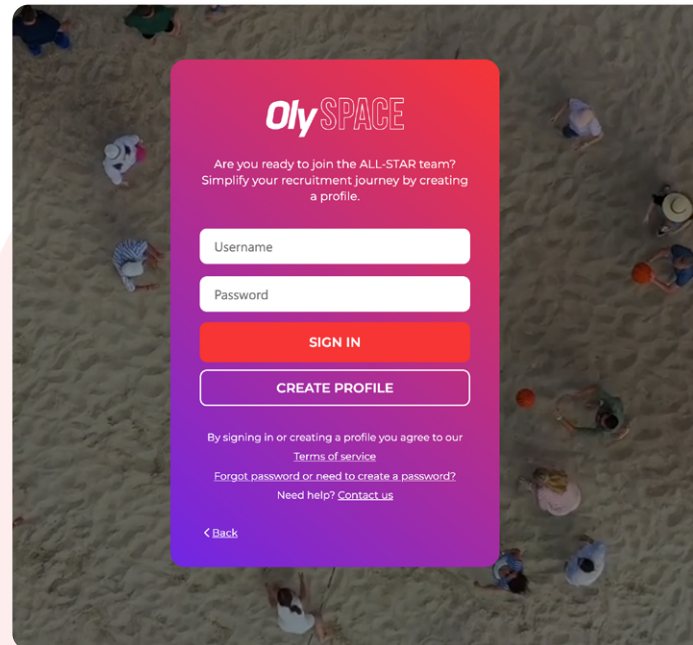 Oly SPACE
Are you ready to join the ALL-STAR team?
Simplify your recruitment journey by creating
a profile.
Username
Password
SIGN IN
CREATE PROFILE
By signing in or creating a profile you agree to our
Terms of service
Forgot password or need to create a password?
Need help? Contact us
Back